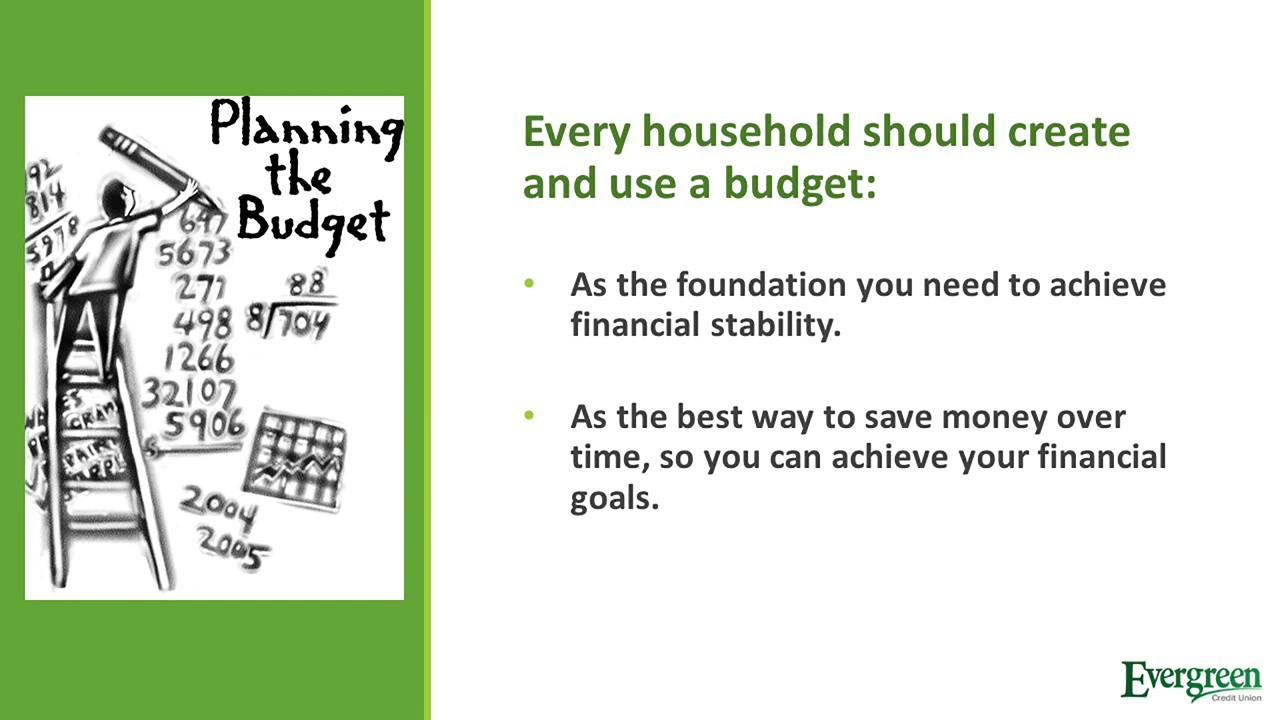 Planning
the
Budget
92
814
5978
647
5673
271
498
1266
32107
5906
88
8 704
2004
2005
Every household should create
and use a budget:
• As the foundation you need to achieve
financial stability.
• As the best way to save money over
time, so you can achieve your financial
goals.
Evergreen
Credit Union